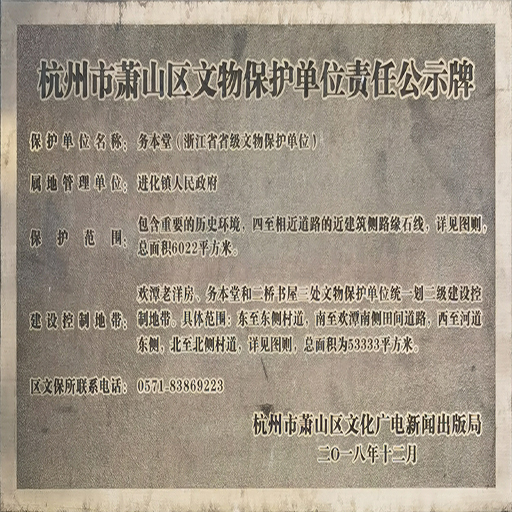 杭州市萧山区文物保护单位责任公示牌
保护单位名称：务本堂（浙江省省级文物保护单位）
属地管理单位：进化镇人民政府
保护范围：包含重要的历史环境，四至相近道路的近建筑侧路缘石线，详见图则，
总面积6022平方米。
欢潭老洋房、务本堂和二桥书屋三处文物保护单位统一划二级建设控
建设控制地带：制地带。具体范围：东至东侧村道，南至欢潭南侧田间道路，西至河道
东侧，北至北侧村道，详见图则，总面积为53333平方米。
区文保所联系电话：0571-83869223
杭州市萧山区文化广电新闻出版局
二〇一八年十二月